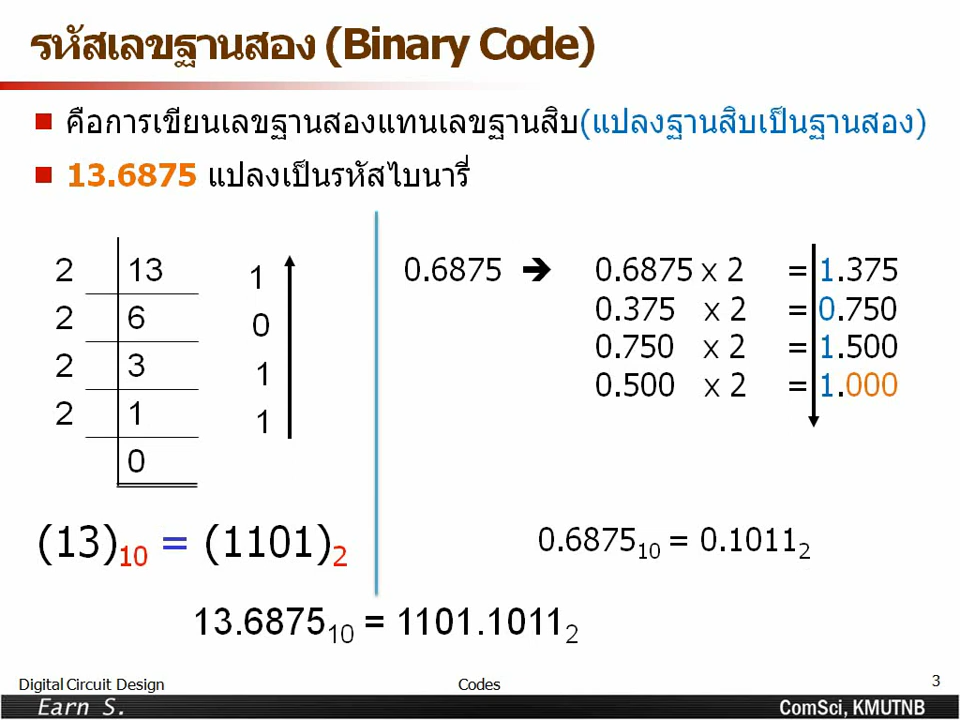 รหัสเลขฐานสอง (Binary Code)
คือการเขียนเลขฐานสองแทนเลขฐานสิบ(แปลงฐานสิบเป็นฐานสอง)
13.6875 แปลงเป็นรหัสไบนารี่
2 13 1
2 6 0
2 3 1
2 1 1
0
(13)10 = (1101)2
0.6875 ➔ 0.6875 x 2 = 1.375
0.375 x 2 = 0.750
0.750 x 2 = 1.500
0.500 x 2 = 1.000
0.687510 = 0.10112
13.687510 = 1101.10112
Digital Circuit Design Codes 3
Earn S. ComSci, KMUTNB